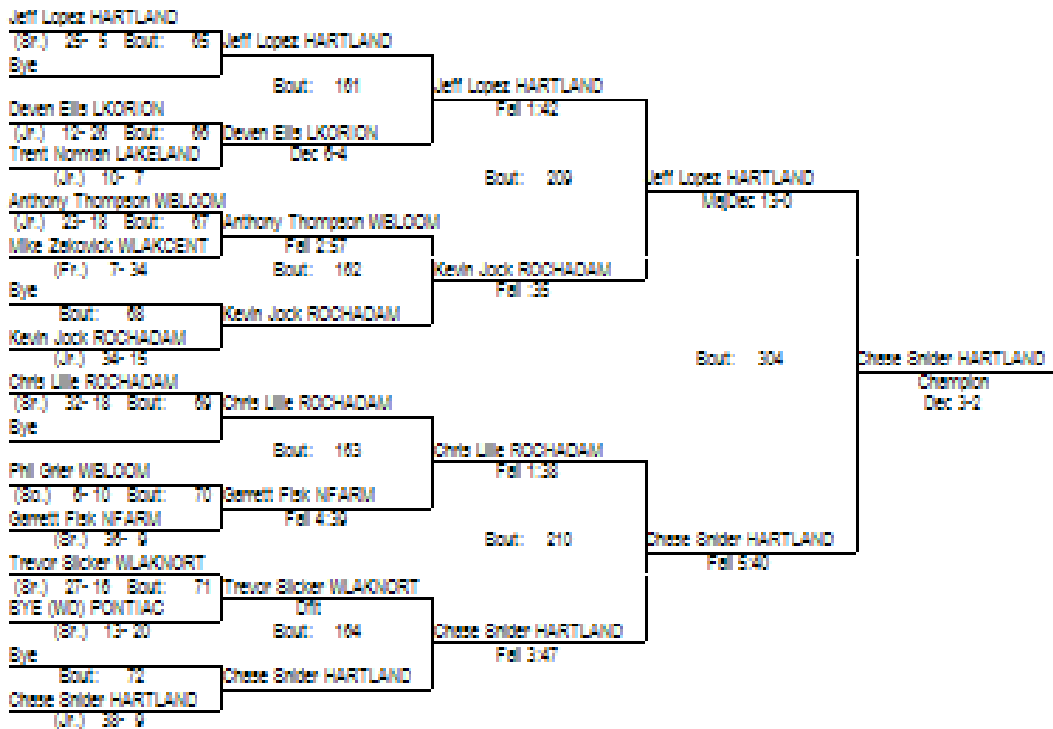 Jeff Lopez HARTLAND
(Sr.) 25- 5 Bout: 65
Bye
Deven Ellis LKORION
(Jr.) 12- 26 Bout: 66
Trent Norman LAKELAND
(Jr.) 10- 7
Anthony Thompson WBLOOM
(Jr.) 23- 18 Bout: 67
Mike Zakovick WLAKCENT
(Fr.) 7- 34
Bye
Bout: 68
Kevin Jock ROCHADAM
(Jr.) 34- 15
Chris Lille ROCHADAM
(Sr.) 32- 18 Bout: 69
Bye
Phil Grier WBLOOM
(So.) 6- 10 Bout: 70
Garrett Fisk NFARM
(Sr.) 36- 9
Trevor Slicker WLAKNORT
(Sr.) 27- 16 Bout: 71
BYE (WD) PONTIAC
(Sr.) 13- 20
Bye
Bout: 72
Chase Snider HARTLAND
(Jr.) 38- 9
Jeff Lopez HARTLAND
Bout: 161
Deven Ellis LKORION
Dec 6-4
Anthony Thompson WBLOOM
Fall 2:57
Bout: 162
Kevin Jock ROCHADAM
Chris Lille ROCHADAM
Bout: 163
Garrett Fisk NFARM
Fall 4:39
Trevor Slicker WLAKNORT
Dflt
Bout: 164
Chase Snider HARTLAND
Jeff Lopez HARTLAND
Fall 1:42
Bout: 209
Kevin Jock ROCHADAM
Fall :35
Chris Lille ROCHADAM
Fall 1:38
Bout: 210
Chase Snider HARTLAND
Fall 3:47
Jeff Lopez HARTLAND
MajDec 13-0
Bout: 304
Chase Snider HARTLAND
Fall 5:40
Chase Snider HARTLAND
Champion
Dec 3-2